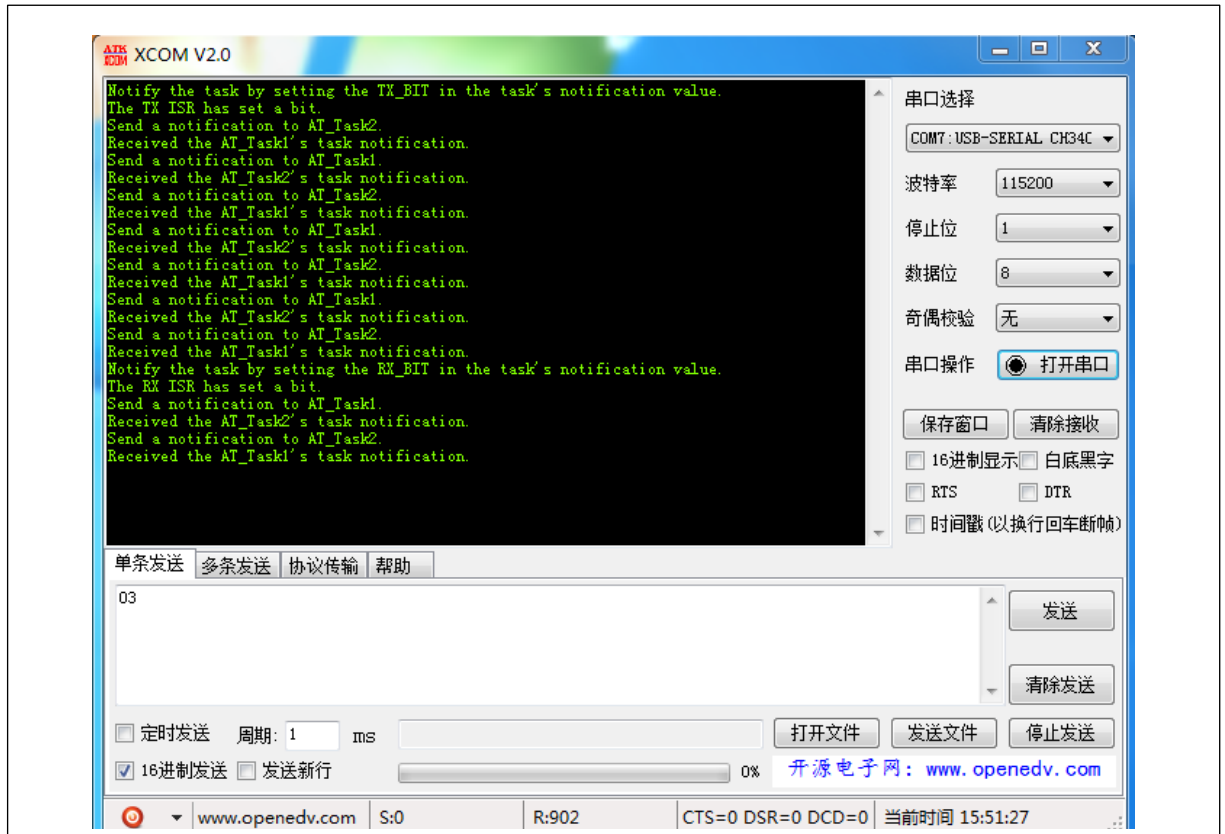 ATK XCOM XCOM V2.0
Notify the task by setting the TX_BIT in the task's notification value.
The TX ISR has set a bit.
Send a notification to AT_Task2.
Received the AT_Task1's task notification.
Send a notification to AT_Task1.
Received the AT_Task2's task notification.
Send a notification to AT_Task2.
Received the AT_Task1's task notification.
Send a notification to AT_Task1.
Received the AT_Task2's task notification.
Send a notification to AT_Task2.
Received the AT_Task1's task notification.
Send a notification to AT_Task1.
Received the AT_Task2's task notification.
Send a notification to AT_Task2.
Received the AT_Task1's task notification.
Notify the task by setting the RX_BIT in the task's notification value.
The RX ISR has set a bit.
Send a notification to AT_Task1.
Received the AT_Task2's task notification.
Send a notification to AT_Task2.
Received the AT_Task1's task notification.
串口选择
COM7:USB-SERIAL CH34C
波特率 115200
停止位 1
数据位 8
奇偶校验 无
串口操作 打开串口
保存窗口 清除接收
16进制显示 白底黑字
RTS DTR
时间戳(以换行回车断帧)
单条发送 多条发送 协议传输 帮助
03
发送
清除发送
定时发送 周期: 1 ms 打开文件 发送文件 停止发送
16进制发送 发送新行 0% 开源电子网: www.openedv.com
www.openedv.com S:0 R:902 CTS=0 DSR=0 DCD=0 当前时间 15:51:27